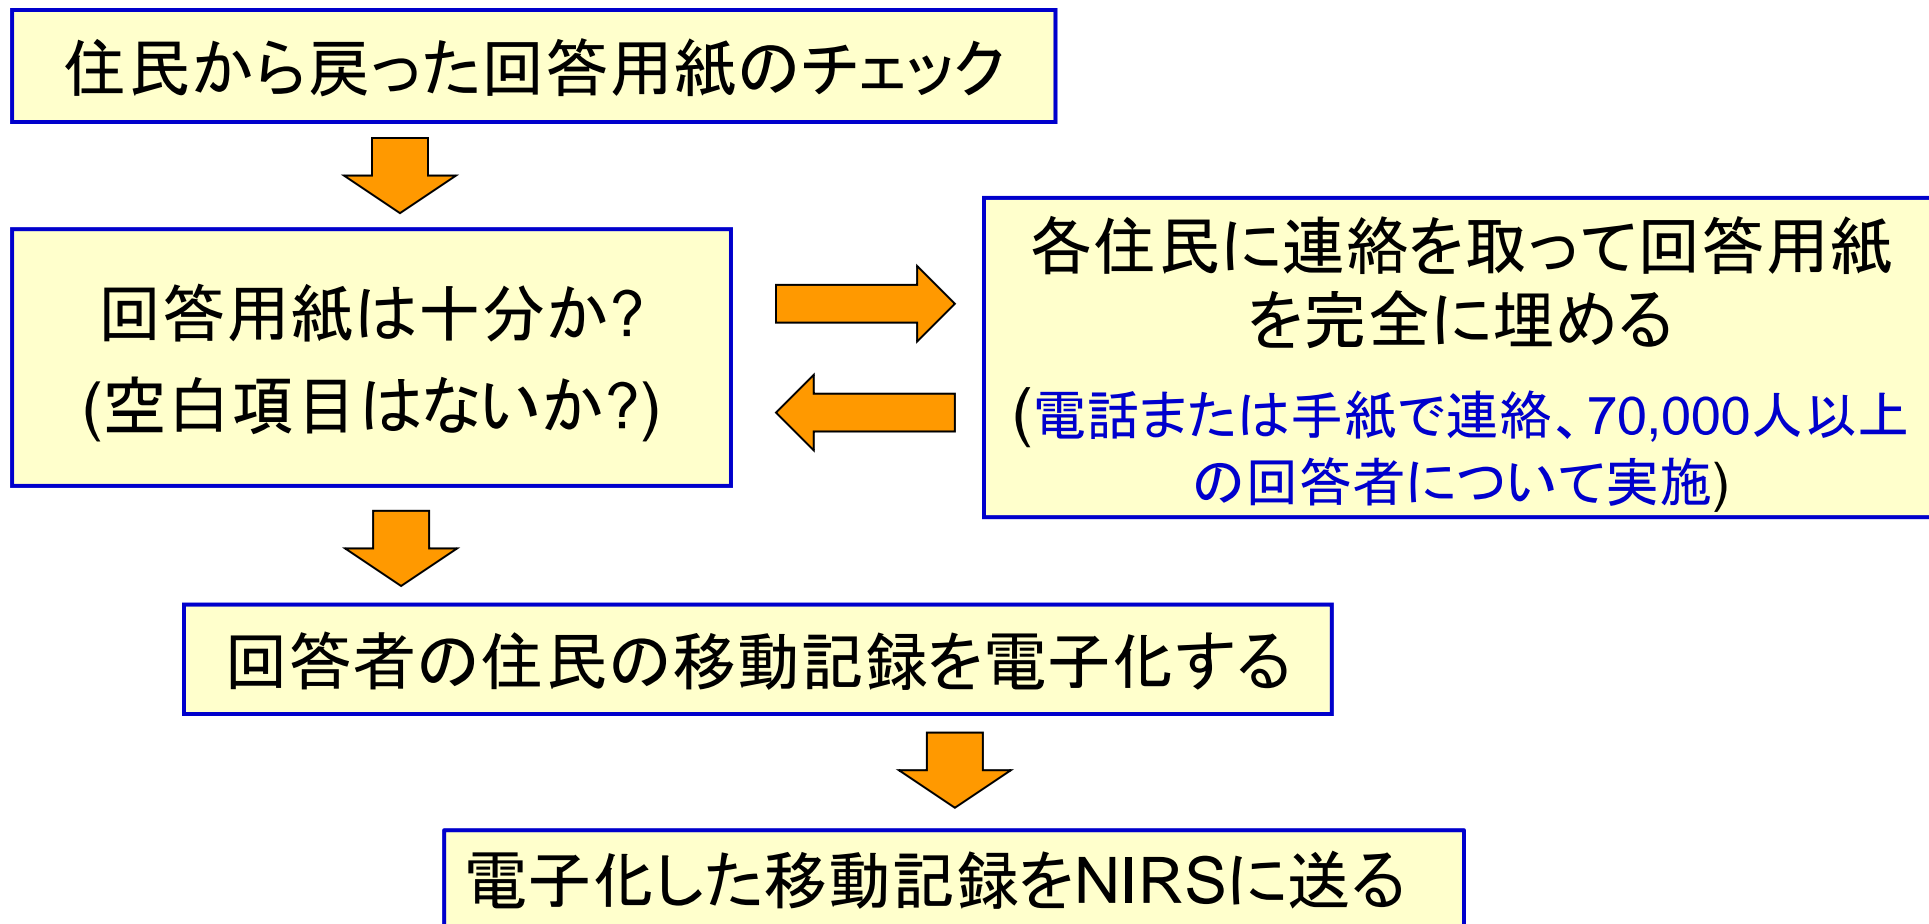 住民から戻った回答用紙のチェック
回答用紙は十分か?
(空白項目はないか?)
各住民に連絡を取って回答用紙
を完全に埋める
(電話または手紙で連絡、70,000人以上
の回答者について実施)
回答者の住民の移動記録を電子化する
電子化した移動記録をNIRSに送る